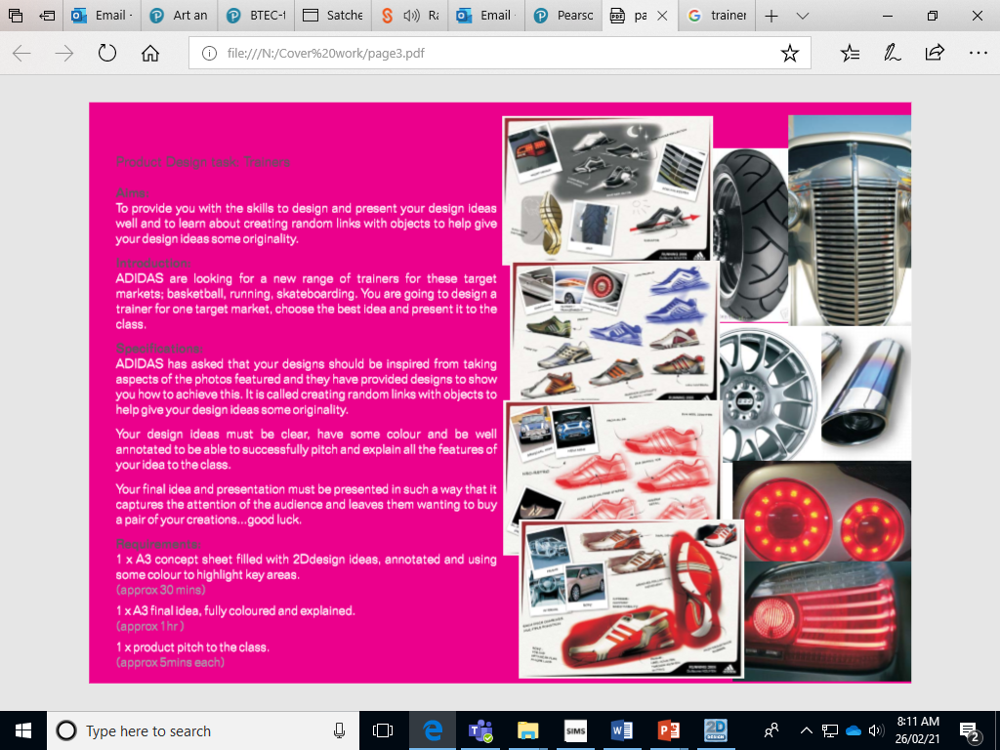 Email -
Art an
BTEC-t
Satche
Ra
Email
Pearsc
pa
trainer
file:///N:/Cover%20work/page3.pdf
Product Design task: Trainers
Aims:
To provide you with the skills to design and present your design ideas
well and to learn about creating random links with objects to help give
your design ideas some originality.
Introduction:
ADIDAS are looking for a new range of trainers for these target
markets; basketball, running, skateboarding. You are going to design a
trainer for one target market, choose the best idea and present it to the
class.
Specifications:
ADIDAS has asked that your designs should be inspired from taking
aspects of the photos featured and they have provided designs to show
you how to achieve this. It is called creating random links with objects to
help give your design ideas some originality.
Your design ideas must be clear, have some colour and be well
annotated to be able to successfully pitch and explain all the features of
your idea to the class.
Your final idea and presentation must be presented in such a way that it
captures the attention of the audience and leaves them wanting to buy
a pair of your creations...good luck.
Requirements:
1 x A3 concept sheet filled with 2Ddesign ideas, annotated and using
some colour to highlight key areas.
(approx 30 mins)
1 x A3 final idea, fully coloured and explained.
(approx 1hr)
1 x product pitch to the class.
(approx 5mins each)
Type here to search
SIMS
2D
DESIGN
8:11 AM
26/02/21
2